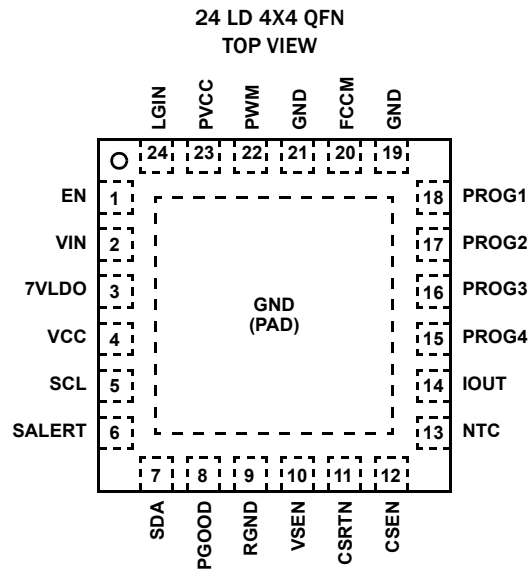 24 LD 4X4 QFN
TOP VIEW
LGIN
PVCC
PWM
GND
FCCM
GND
24
23
22
21
20
19
EN 1
VIN 2
7VLDO 3
VCC 4
SCL 5
SALERT 6
GND
(PAD)
18 PROG1
17 PROG2
16 PROG3
15 PROG4
14 IOUT
13 NTC
7
8
9
10
11
12
SDA
PGOOD
RGND
VSEN
CSRTN
CSEN